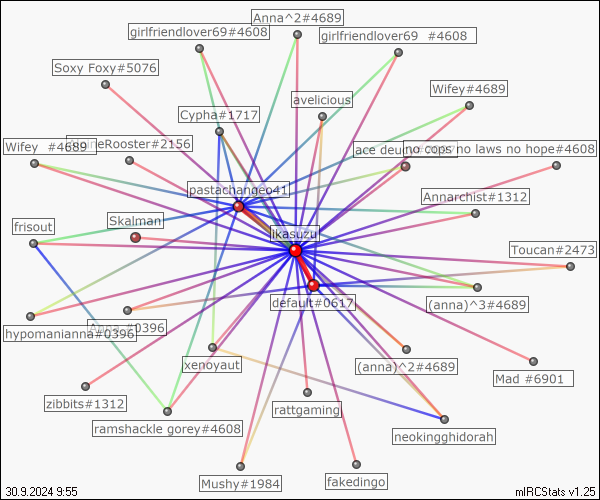 Anna^2#4689
girlfriendlover69#4608
girlfriendlover69  #4608
Soxy Foxy#5076
Wifey#4689
avelicious
Cypha#1717
Wifey  #4689
RooineRooster#2156
ace deu
no cops no laws no hope#4608
pastachangeo41
Annarchist#1312
frisout
Skalman
likasuzu
Toucan#2473
default#0617
(anna)^3#4689
hypomanianna#0396
Anna #0396
xenoyaut
(anna)^2#4689
Mad #6901
zibbits#1312
rattgaming
ramshackle gorey#4608
neokingghidorah
Mushy#1984
fakedingo
30.9.2024 9:55
mIRCStats v1.25